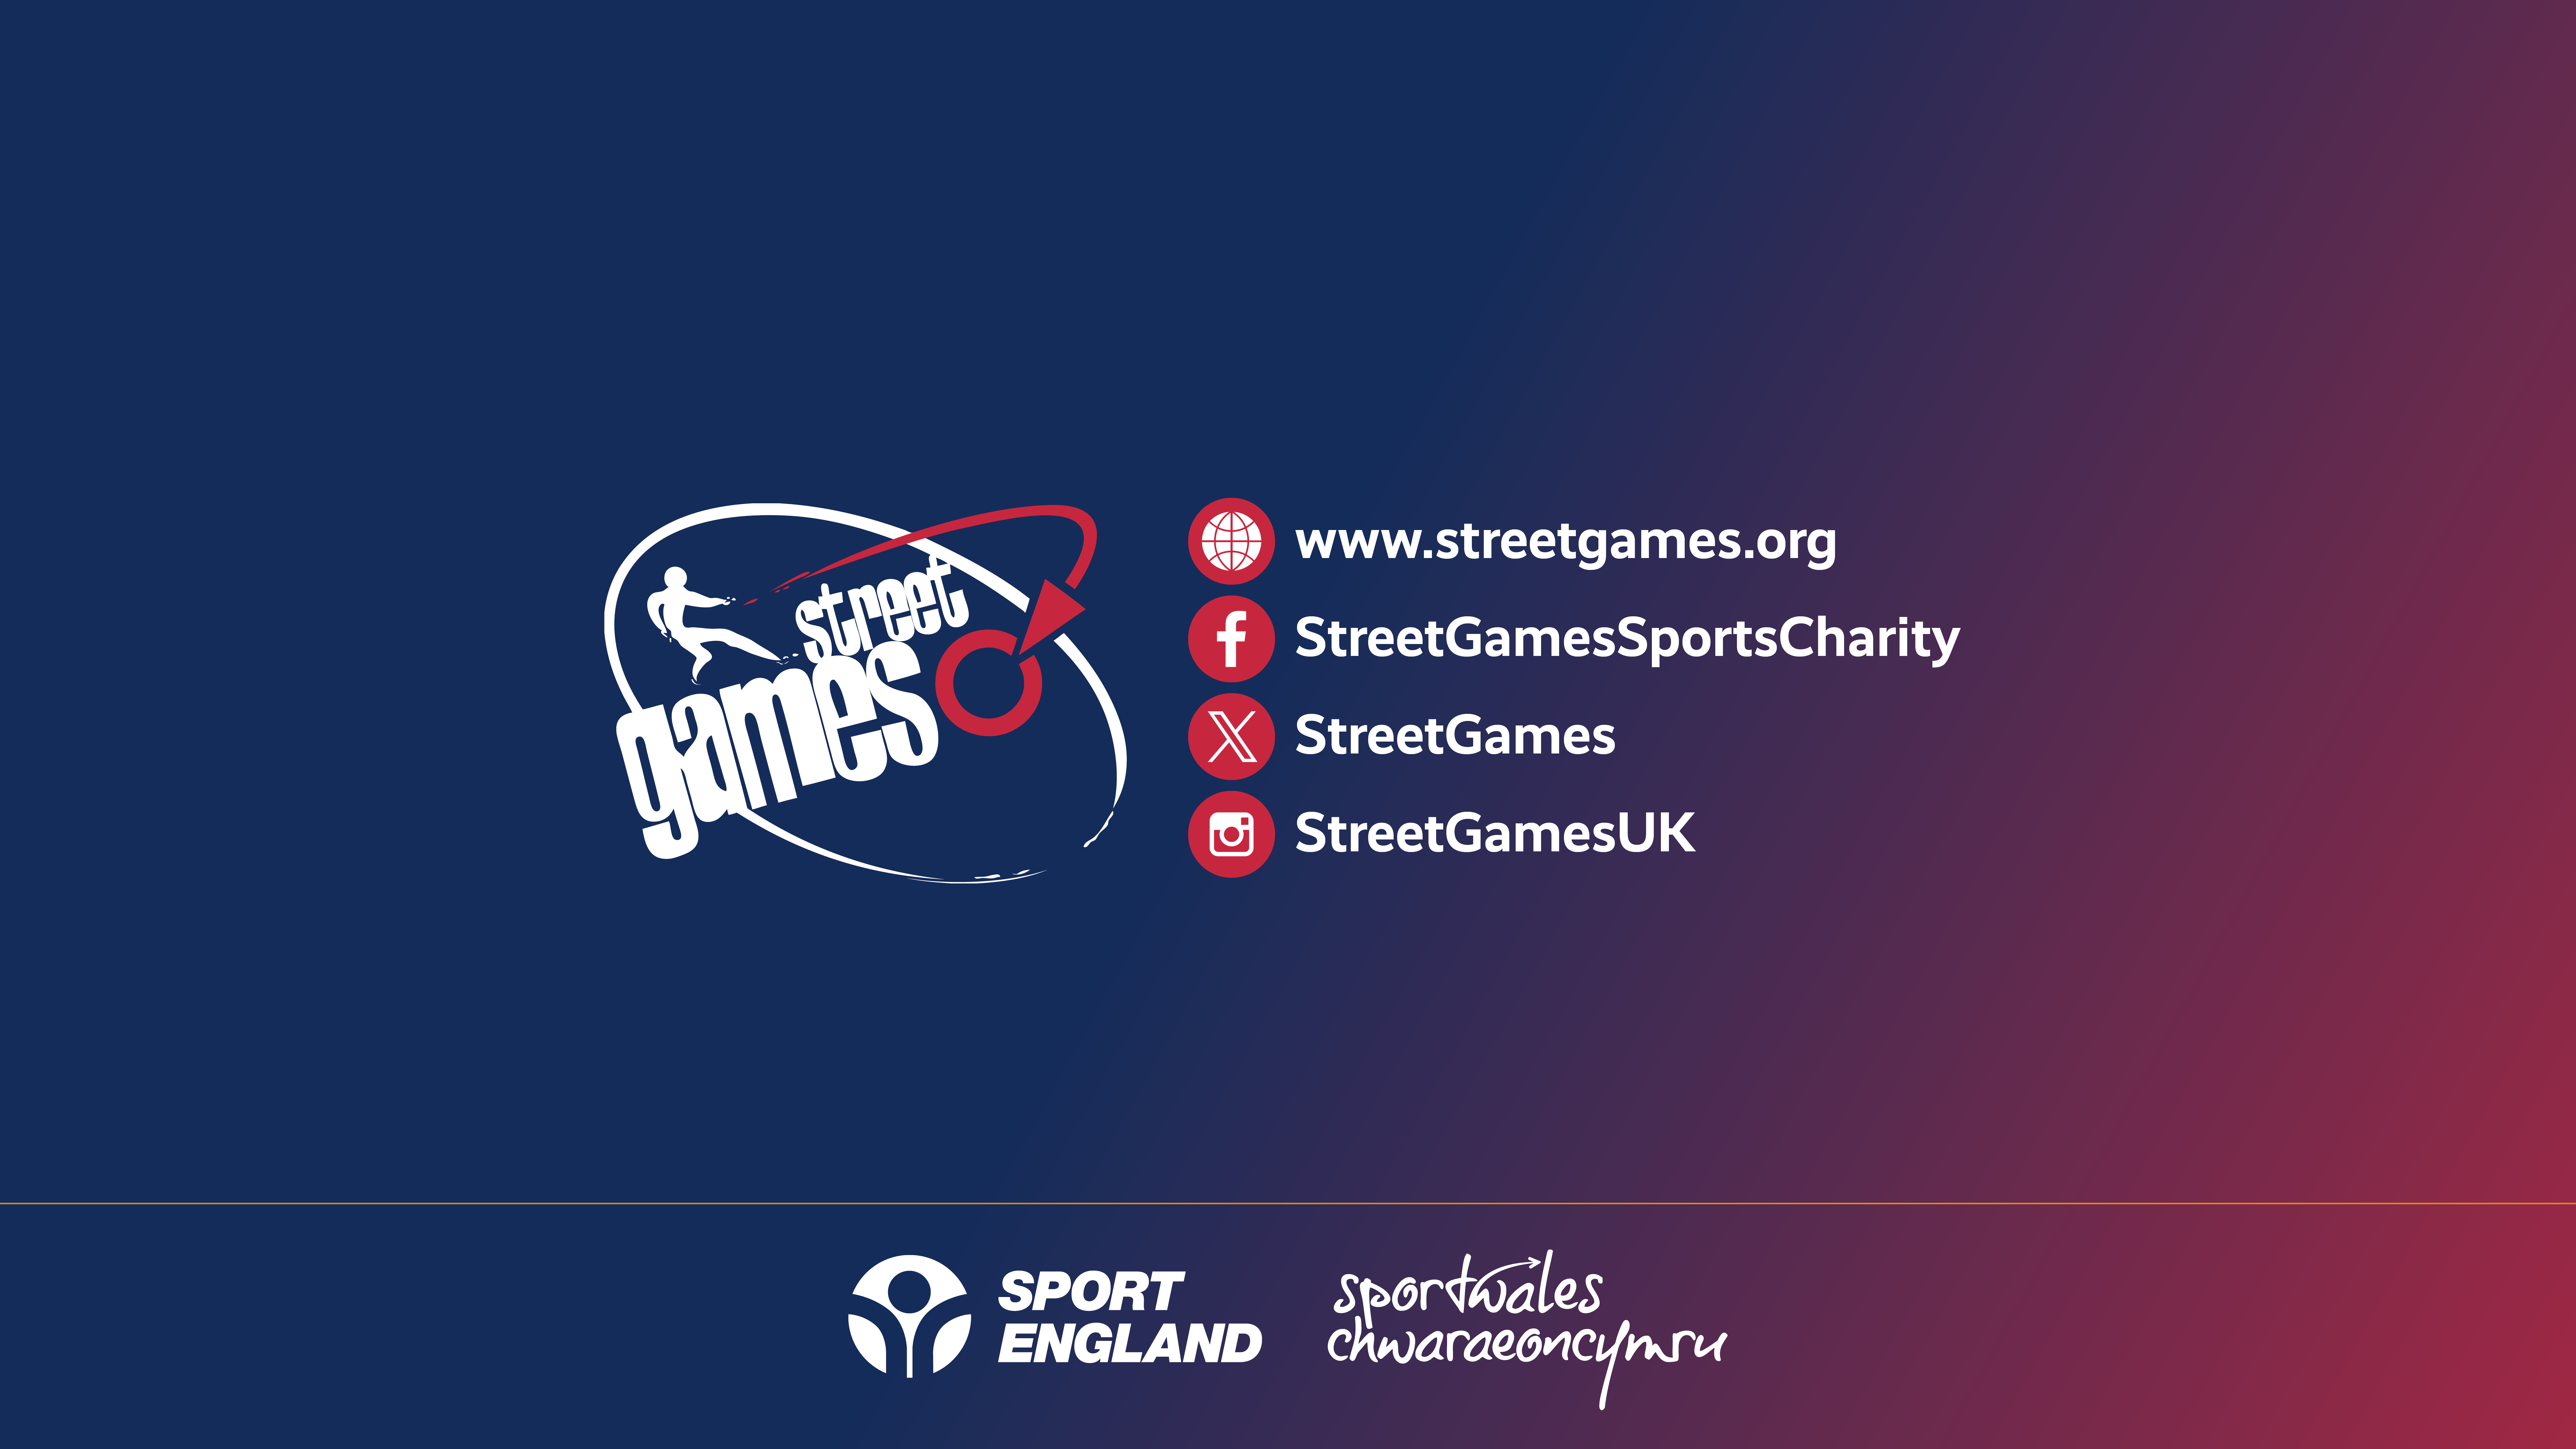 street
games
www.streetgames.org
StreetGamesSportsCharity
StreetGames
StreetGamesUK
SPORT
ENGLAND
sportwales
chwaraeoncymru